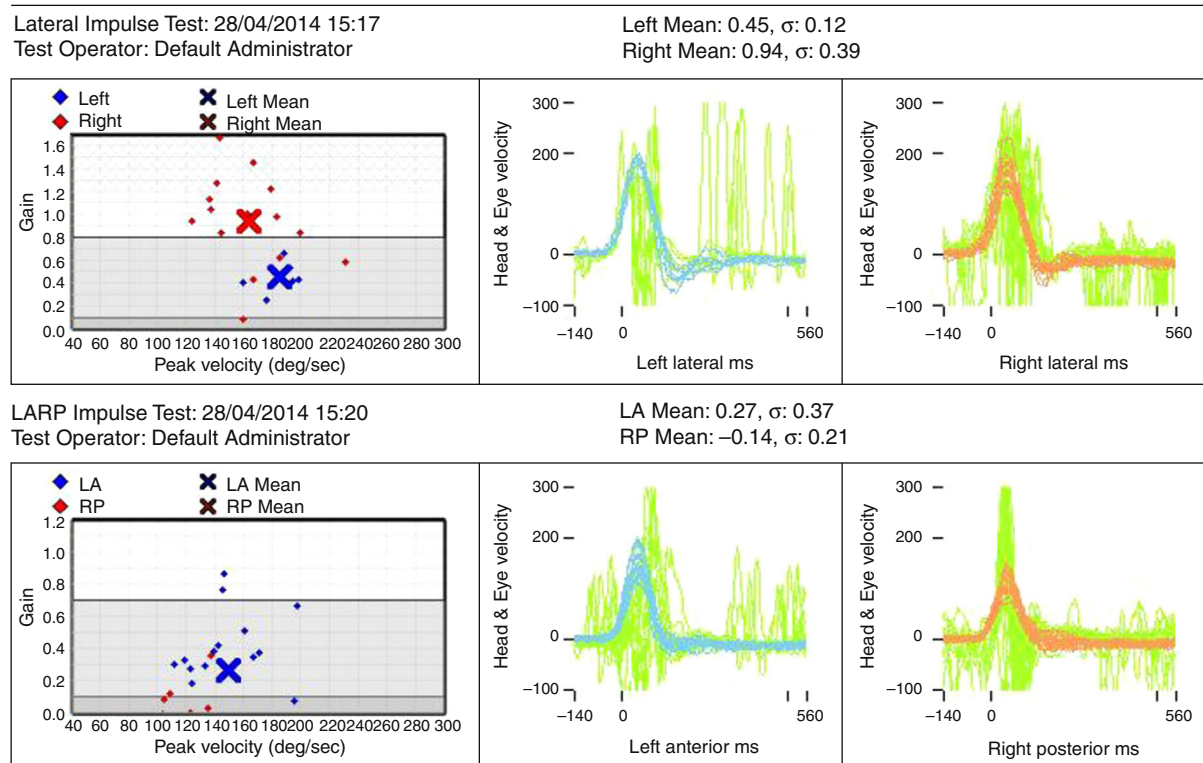 Lateral Impulse Test: 28/04/2014 15:17
Test Operator: Default Administrator
Left Mean: 0.45, σ: 0.12
Right Mean: 0.94, σ: 0.39
Left
Left Mean
Right
Right Mean
Gain
1.6
1.4
1.2
1.0
0.8
0.6
0.4
0.2
0.0
40 60 80 100 120 140 160 180 200 220 240 260 280 300
Peak velocity (deg/sec)
Head & Eye velocity
300
200
0
–100
–140
0
560
Left lateral ms
Head & Eye velocity
300
200
0
–100
–140
0
560
Right lateral ms
LARP Impulse Test: 28/04/2014 15:20
Test Operator: Default Administrator
LA Mean: 0.27, σ: 0.37
RP Mean: –0.14, σ: 0.21
LA
LA Mean
RP
RP Mean
Gain
1.2
1.0
0.8
0.6
0.4
0.2
0.0
40 60 80 100 120 140 160 180 200 220 240 260 280 300
Peak velocity (deg/sec)
Head & Eye velocity
300
200
0
–100
–140
0
560
Left anterior ms
Head & Eye velocity
300
200
0
–100
–140
0
560
Right posterior ms